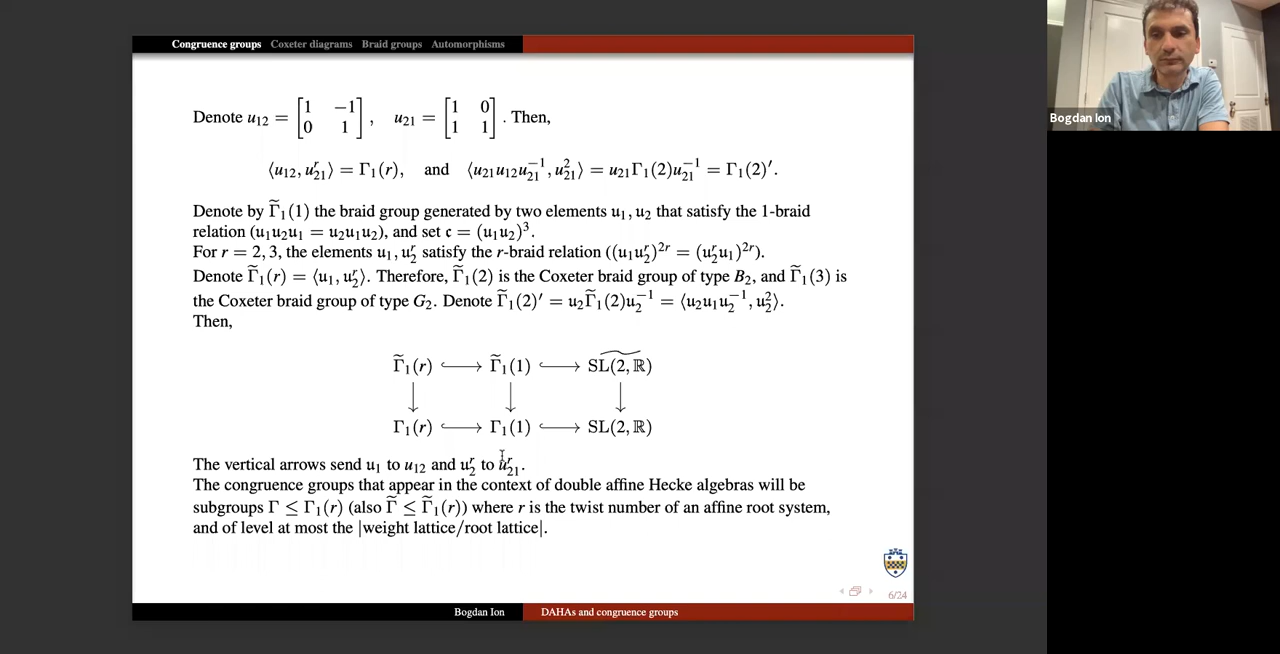 Congruence groups Coxeter diagrams Braid groups Automorphisms
Denote u₁₂ = [1 −1; 0 1], u₂₁ = [1 0; 1 1]. Then,
⟨u₁₂, u₂₁ʳ⟩ = Γ₁(r), and ⟨u₂₁u₁₂u₂₁⁻¹, u₂₁²⟩ = u₂₁Γ₁(2)u₂₁⁻¹ = Γ₁(2)′.
Denote by Γ̃₁(1) the braid group generated by two elements u₁, u₂ that satisfy the 1-braid
relation (u₁u₂u₁ = u₂u₁u₂), and set 𝔠 = (u₁u₂)³.
For r = 2, 3, the elements u₁, u₂ʳ satisfy the r-braid relation ((u₁u₂ʳ)²ʳ = (u₂ʳu₁)²ʳ).
Denote Γ̃₁(r) = ⟨u₁, u₂ʳ⟩. Therefore, Γ̃₁(2) is the Coxeter braid group of type B₂, and Γ̃₁(3) is
the Coxeter braid group of type G₂. Denote Γ̃₁(2)′ = u₂Γ̃₁(2)u₂⁻¹ = ⟨u₂u₁u₂⁻¹, u₂²⟩.
Then,
Γ̃₁(r) ↪ Γ̃₁(1) ↪ S͠L(2, ℝ)
↓ ↓ ↓
Γ₁(r) ↪ Γ₁(1) ↪ SL(2, ℝ)
The vertical arrows send u₁ to u₁₂ and u₂ʳ to u₂₁ʳ.
The congruence groups that appear in the context of double affine Hecke algebras will be
subgroups Γ ≤ Γ₁(r) (also Γ̃ ≤ Γ̃₁(r)) where r is the twist number of an affine root system,
and of level at most the |weight lattice/root lattice|.
6/24
Bogdan Ion DAHAs and congruence groups
Bogdan Ion